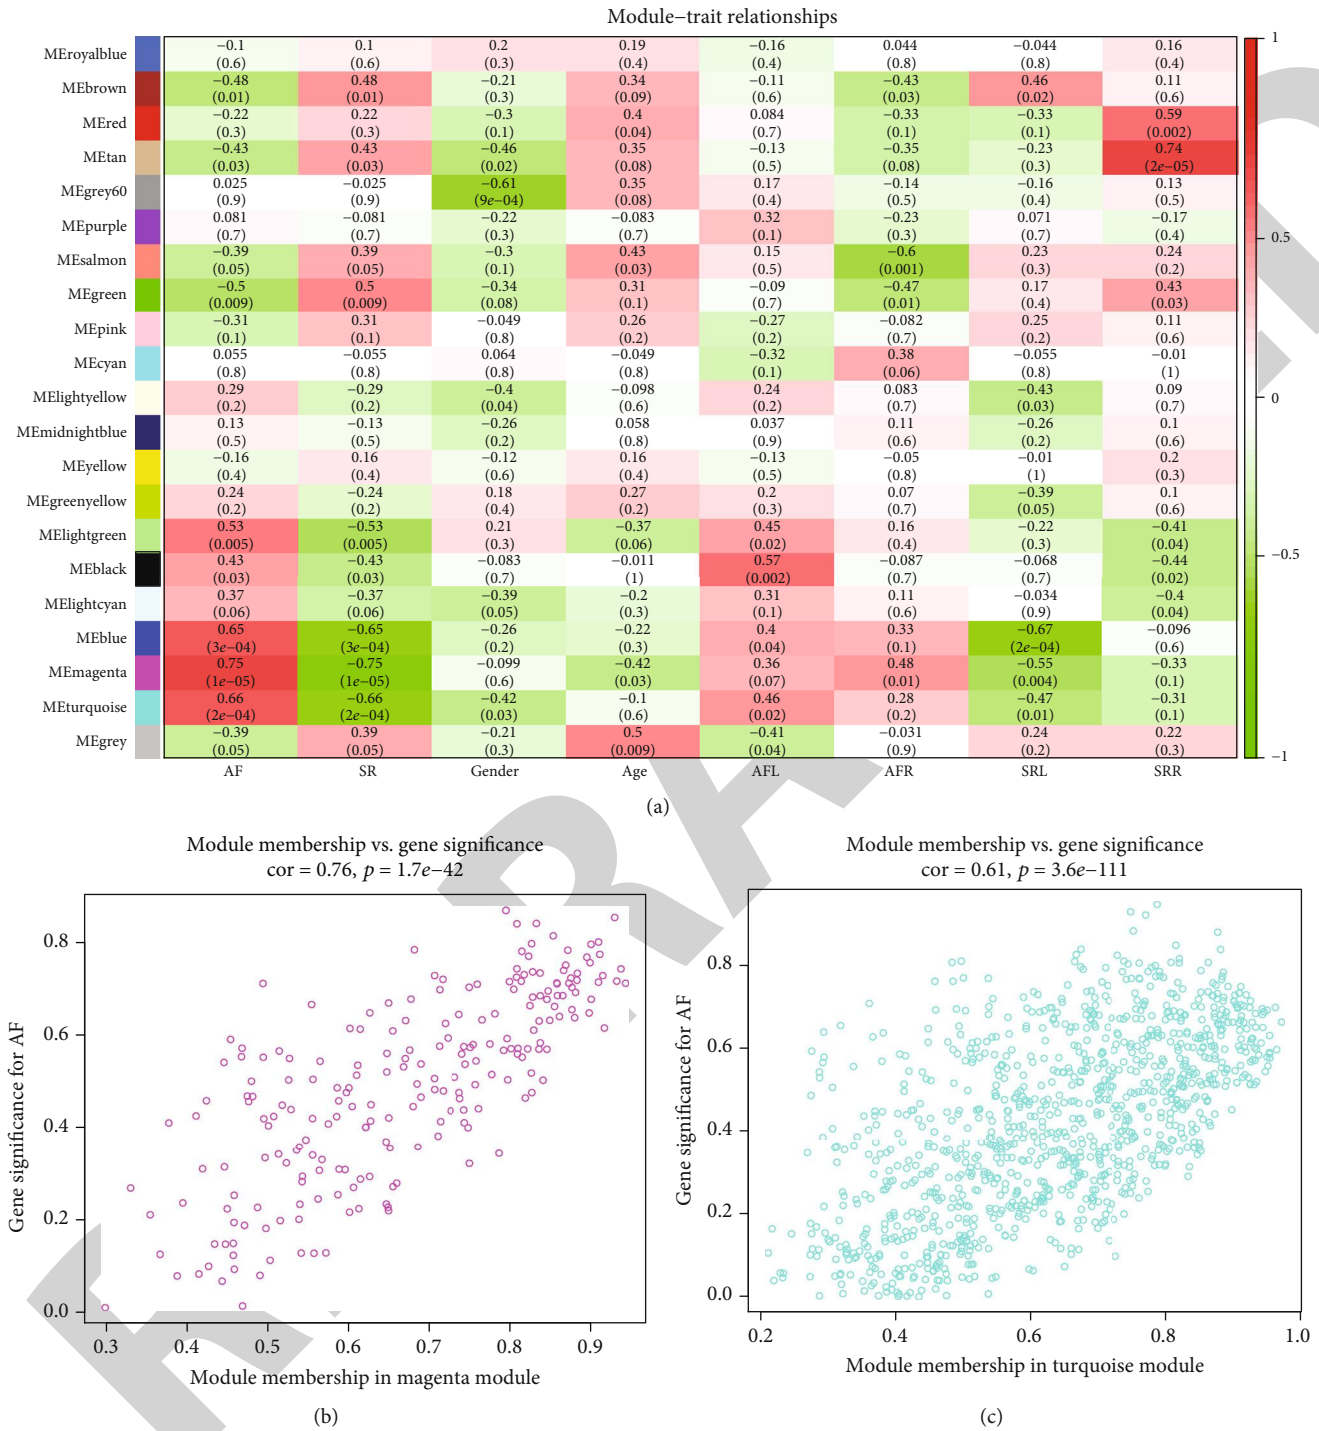 Module−trait relationships
MEroyalblue −0.1 0.1 0.2 0.19 −0.16 0.044 −0.044 0.16
(0.6) (0.6) (0.3) (0.4) (0.4) (0.8) (0.8) (0.4)
MEbrown −0.48 0.48 −0.21 0.34 −0.11 −0.43 0.46 0.11
(0.01) (0.01) (0.3) (0.09) (0.6) (0.03) (0.02) (0.6)
MEred −0.22 0.22 −0.3 0.4 0.084 −0.33 −0.33 0.59
(0.3) (0.3) (0.1) (0.04) (0.7) (0.1) (0.1) (0.002)
MEtan −0.43 0.43 −0.46 0.35 −0.13 −0.35 −0.23 0.74
(0.03) (0.03) (0.02) (0.08) (0.5) (0.08) (0.3) (2e−05)
MEgrey60 0.025 −0.025 −0.61 0.35 0.17 −0.14 −0.16 0.13
(0.9) (0.9) (9e−04) (0.08) (0.4) (0.5) (0.4) (0.5)
MEpurple 0.081 −0.081 −0.22 −0.083 0.32 −0.23 0.071 −0.17
(0.7) (0.7) (0.3) (0.7) (0.1) (0.3) (0.7) (0.4)
MEsalmon −0.39 0.39 −0.3 0.43 0.15 −0.6 0.23 0.24
(0.05) (0.05) (0.1) (0.03) (0.5) (0.001) (0.3) (0.2)
MEgreen −0.5 0.5 −0.34 0.31 −0.09 −0.47 0.17 0.43
(0.009) (0.009) (0.08) (0.1) (0.7) (0.01) (0.4) (0.03)
MEpink −0.31 0.31 −0.049 0.26 −0.27 −0.082 0.25 0.11
(0.1) (0.1) (0.8) (0.2) (0.2) (0.7) (0.2) (0.6)
MEcyan 0.055 −0.055 0.064 −0.049 −0.32 0.38 −0.055 −0.01
(0.8) (0.8) (0.8) (0.8) (0.1) (0.06) (0.8) (1)
MElightyellow 0.29 −0.29 −0.4 −0.098 0.24 0.083 −0.43 0.09
(0.2) (0.2) (0.04) (0.6) (0.2) (0.7) (0.03) (0.7)
MEmidnightblue 0.13 −0.13 −0.26 0.058 0.037 0.11 −0.26 0.1
(0.5) (0.5) (0.2) (0.8) (0.9) (0.6) (0.2) (0.6)
MEyellow −0.16 0.16 −0.12 0.16 −0.13 −0.05 −0.01 0.2
(0.4) (0.4) (0.6) (0.4) (0.5) (0.8) (1) (0.3)
MEgreenyellow 0.24 −0.24 0.18 0.27 0.2 0.07 −0.39 0.1
(0.2) (0.2) (0.4) (0.2) (0.3) (0.7) (0.05) (0.6)
MElightgreen 0.53 −0.53 0.21 −0.37 0.45 0.16 −0.22 −0.41
(0.005) (0.005) (0.3) (0.06) (0.02) (0.4) (0.3) (0.04)
MEblack 0.43 −0.43 −0.083 −0.011 0.57 −0.087 −0.068 −0.44
(0.03) (0.03) (0.7) (1) (0.002) (0.7) (0.7) (0.02)
MElightcyan 0.37 −0.37 −0.39 −0.2 0.31 0.11 −0.034 −0.4
(0.06) (0.06) (0.05) (0.3) (0.1) (0.6) (0.9) (0.04)
MEblue 0.65 −0.65 −0.26 −0.22 0.4 0.33 −0.67 −0.096
(3e−04) (3e−04) (0.2) (0.3) (0.04) (0.1) (2e−04) (0.6)
MEmagenta 0.75 −0.75 −0.099 −0.42 0.36 0.48 −0.55 −0.33
(1e−05) (1e−05) (0.6) (0.03) (0.07) (0.01) (0.004) (0.1)
MEturquoise 0.66 −0.66 −0.42 −0.1 0.46 0.28 −0.47 −0.31
(2e−04) (2e−04) (0.03) (0.6) (0.02) (0.2) (0.01) (0.1)
MEgrey −0.39 0.39 −0.21 0.5 −0.41 −0.031 0.24 0.22
(0.05) (0.05) (0.3) (0.009) (0.04) (0.9) (0.2) (0.3)
AF SR Gender Age AFL AFR SRL SRR
1
0.5
0
−0.5
−1
(a)
Module membership vs. gene significance
cor = 0.76, p = 1.7e−42
Gene significance for AF
0.8
0.6
0.4
0.2
0.0
0.3 0.4 0.5 0.6 0.7 0.8 0.9
Module membership in magenta module
(b)
Module membership vs. gene significance
cor = 0.61, p = 3.6e−111
Gene significance for AF
0.8
0.6
0.4
0.2
0.0
0.2 0.4 0.6 0.8 1.0
Module membership in turquoise module
(c)